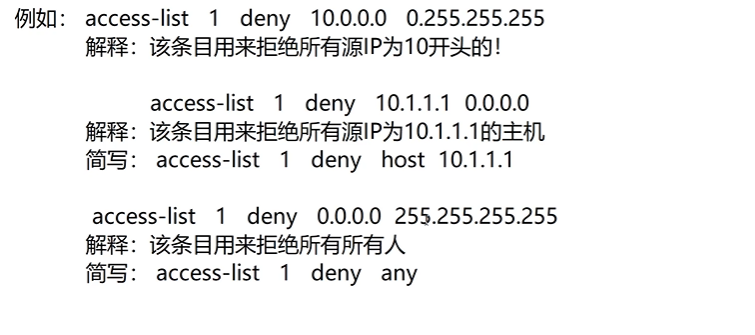 例如： access-list 1 deny 10.0.0.0 0.255.255.255
解释：该条目用来拒绝所有源IP为10开头的！
access-list 1 deny 10.1.1.1 0.0.0.0
解释：该条目用来拒绝所有源IP为10.1.1.1的主机
简写： access-list 1 deny host 10.1.1.1
access-list 1 deny 0.0.0.0 255.255.255.255
解释：该条目用来拒绝所有所有人
简写： access-list 1 deny any